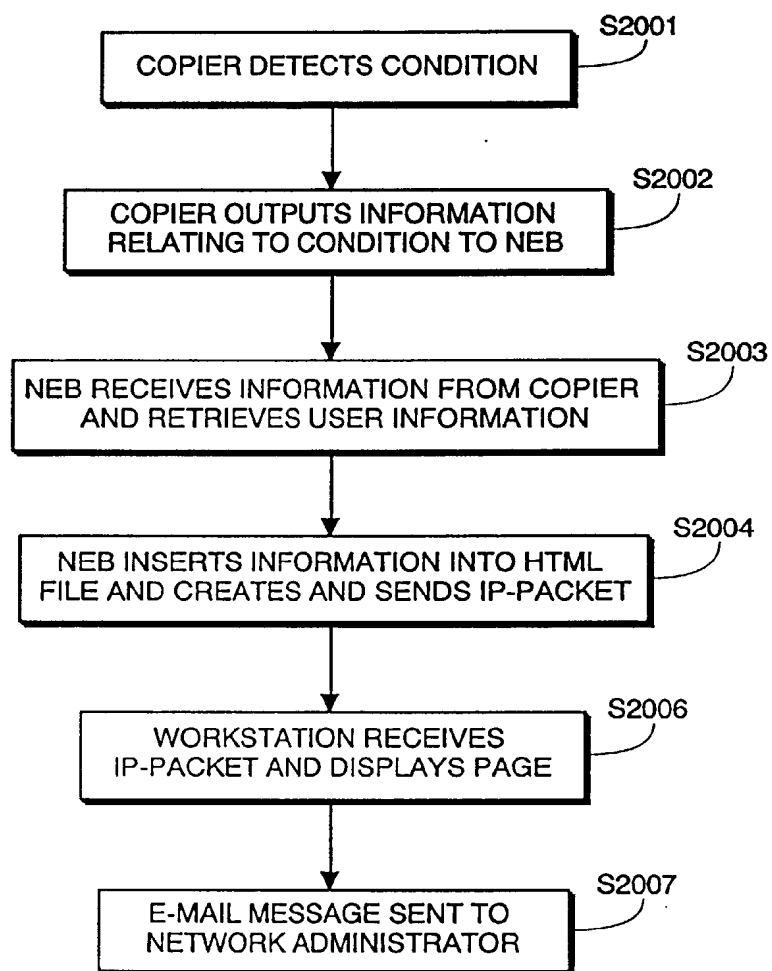 S2001
COPIER DETECTS CONDITION
S2002
COPIER OUTPUTS INFORMATION
RELATING TO CONDITION TO NEB
S2003
NEB RECEIVES INFORMATION FROM COPIER
AND RETRIEVES USER INFORMATION
S2004
NEB INSERTS INFORMATION INTO HTML
FILE AND CREATES AND SENDS IP-PACKET
S2006
WORKSTATION RECEIVES
IP-PACKET AND DISPLAYS PAGE
S2007
E-MAIL MESSAGE SENT TO
NETWORK ADMINISTRATOR